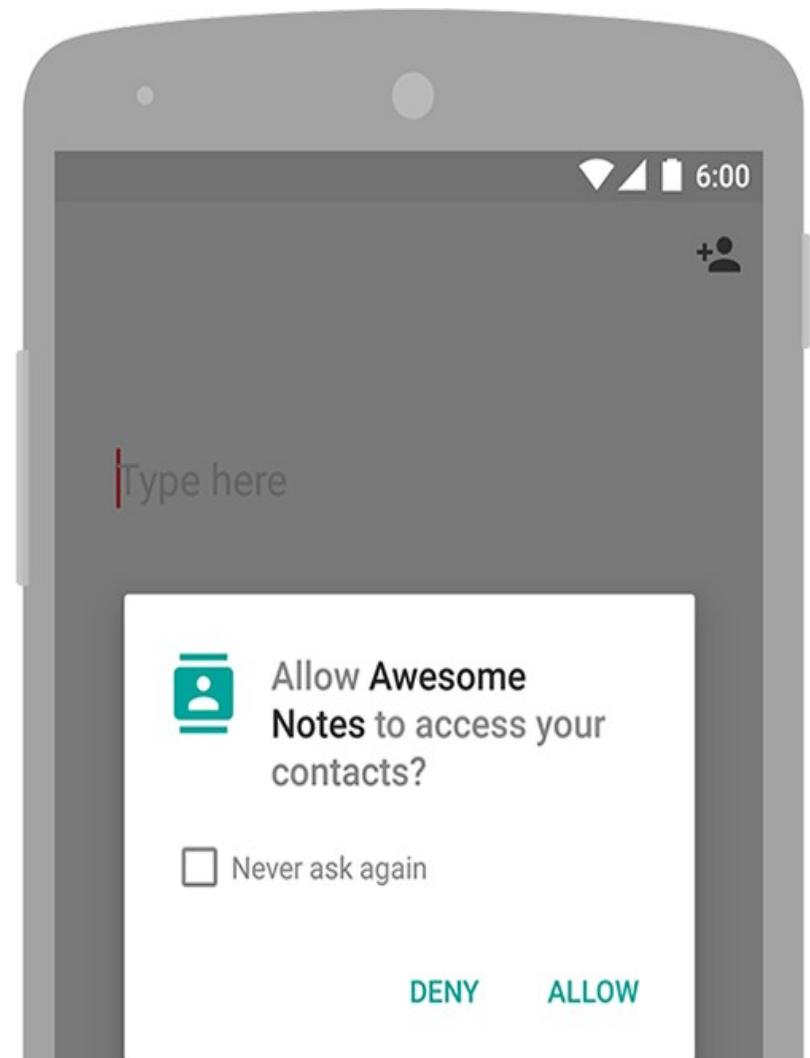 6:00
Type here
Allow Awesome
Notes to access your
contacts?
Never ask again
DENY ALLOW